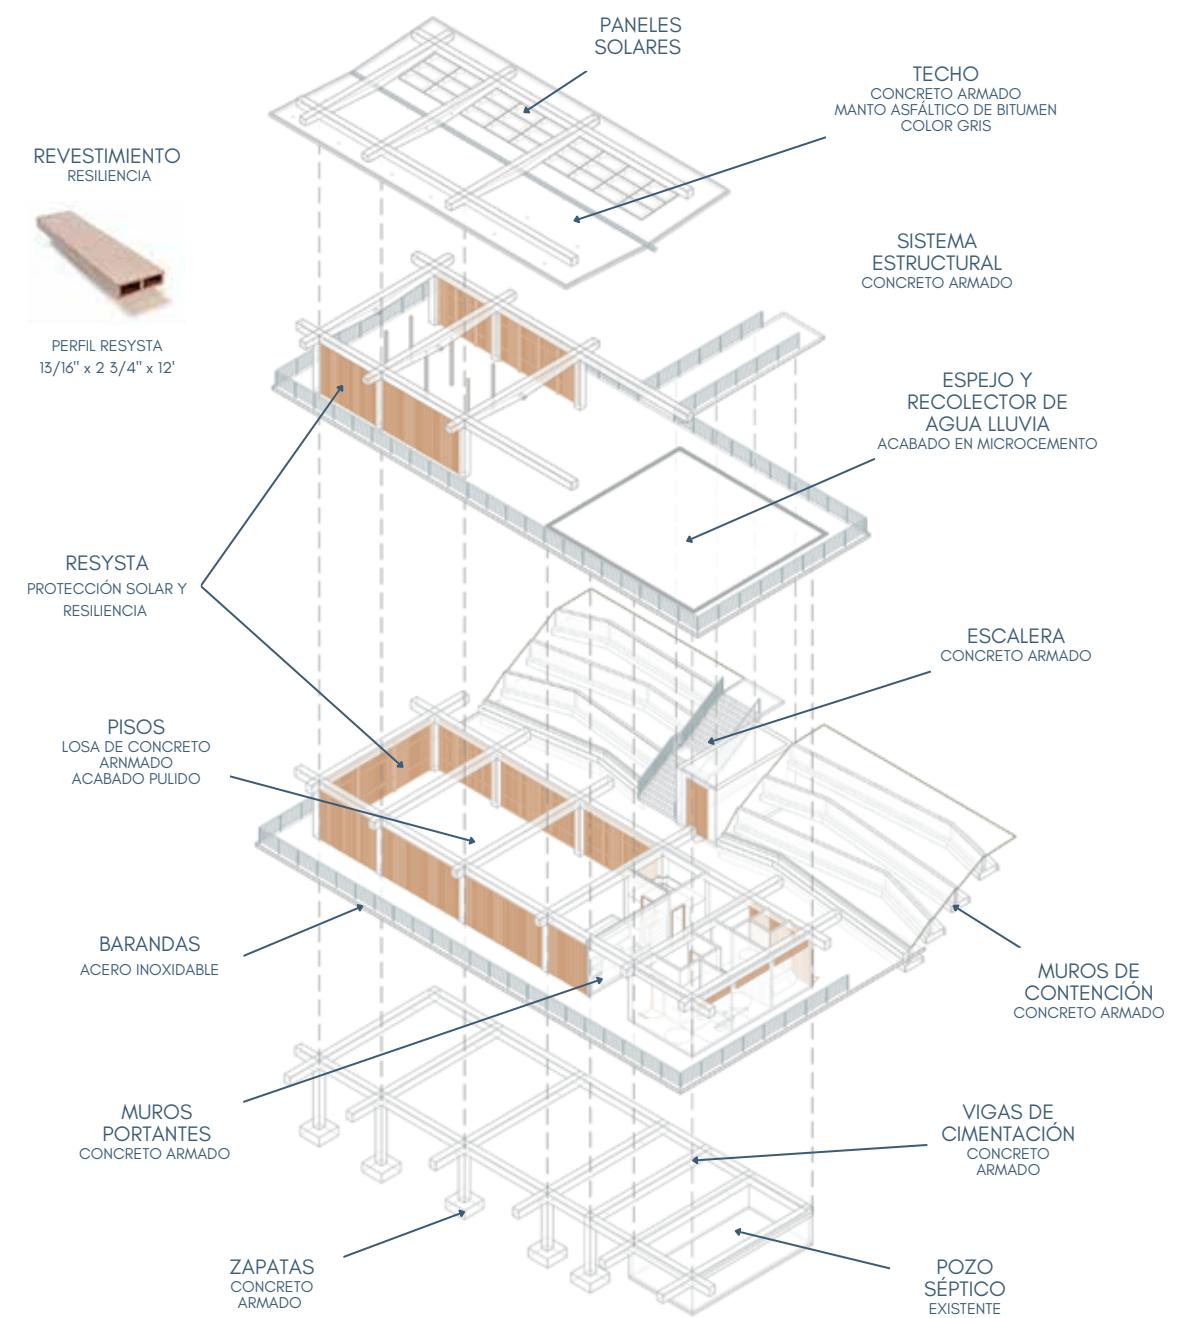 PANELES
SOLARES
TECHO
CONCRETO ARMADO
MANTO ASFÁLTICO DE BITUMEN
COLOR GRIS
REVESTIMIENTO
RESILIENCIA
PERFIL RESYSTA
13/16" x 2 3/4" x 12'
SISTEMA
ESTRUCTURAL
CONCRETO ARMADO
ESPEJO Y
RECOLECTOR DE
AGUA LLUVIA
ACABADO EN MICROCEMENTO
RESYSTA
PROTECCIÓN SOLAR Y
RESILIENCIA
ESCALERA
CONCRETO ARMADO
PISOS
LOSA DE CONCRETO
ARNMADO
ACABADO PULIDO
BARANDAS
ACERO INOXIDABLE
MUROS DE
CONTENCIÓN
CONCRETO ARMADO
MUROS
PORTANTES
CONCRETO ARMADO
VIGAS DE
CIMENTACIÓN
CONCRETO
ARMADO
ZAPATAS
CONCRETO
ARMADO
POZO
SÉPTICO
EXISTENTE